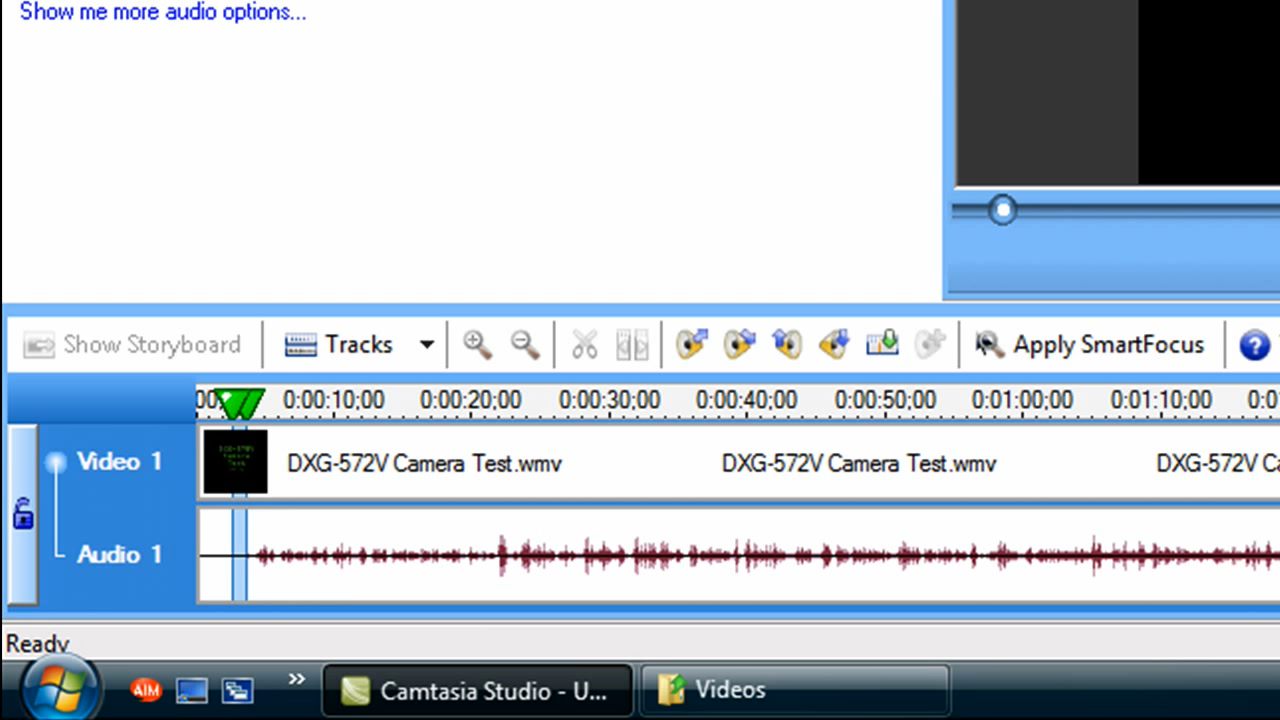 Show me more audio options...
Show Storyboard Tracks Apply SmartFocus
0:00:10;00 0:00:20;00 0:00:30;00 0:00:40;00 0:00:50;00 0:01:00;00 0:01:10;00
Video 1 DXG-572V Camera Test.wmv DXG-572V Camera Test.wmv DXG-572V Ca
Audio 1
Ready
AIM Camtasia Studio - U... Videos